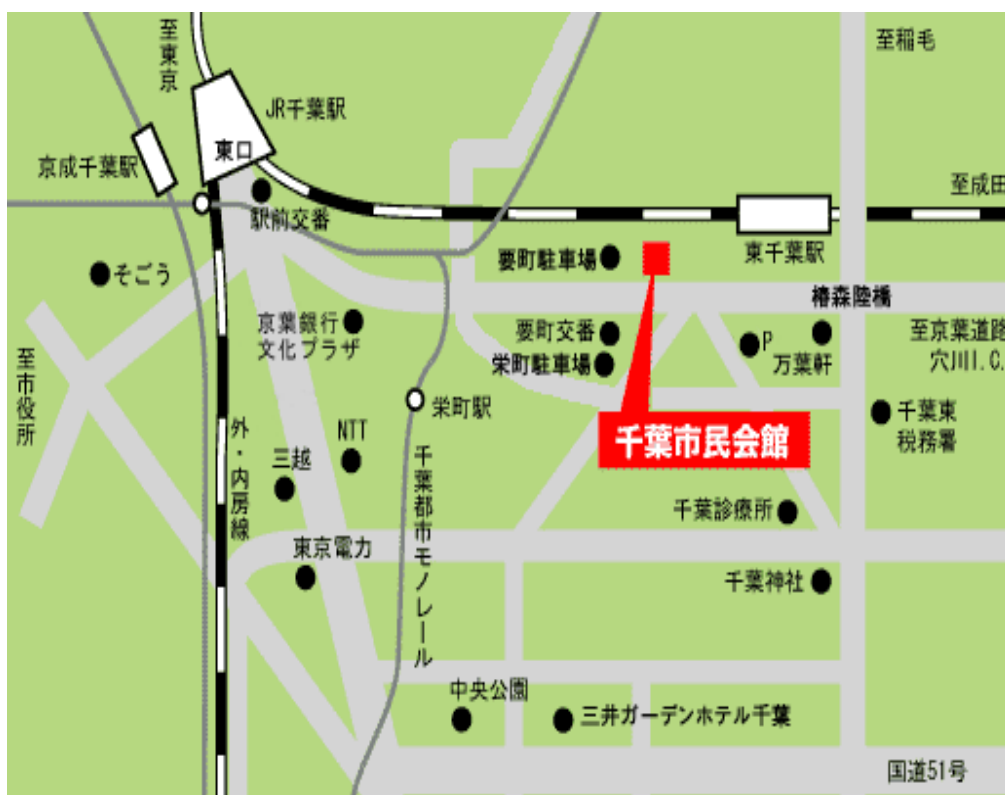 至東京
JR千葉駅
東口
京成千葉駅
駅前交番
そごう
京葉銀行
文化プラザ
至市役所
外・内房線
NTT
三越
東京電力
栄町駅
千葉都市モノレール
中央公園
三井ガーデンホテル千葉
至稲毛
至成田
東千葉駅
要町駐車場
椿森陸橋
要町交番
栄町駐車場
P
万葉軒
至京葉道路
穴川I.C.
千葉市民会館
千葉東
税務署
千葉診療所
千葉神社
国道51号